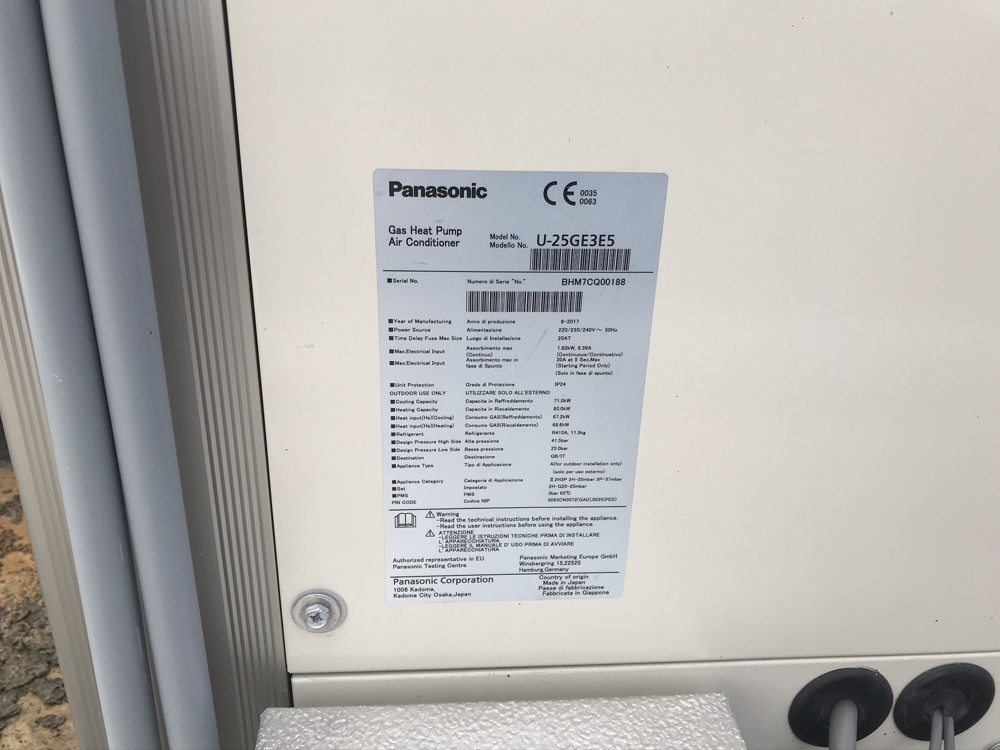 Panasonic
CE 0035
0063
Gas Heat Pump
Air Conditioner
Model No.
Modello No. U-25GE3E5
■Serial No. Numero di Serie "No." BHM7CQ00188
■Year of Manufacturing Anno di produzione 8-2017
■Power Source Alimentazione 220/230/240V～ 50Hz
■Time Delay Fuse Max Size Luogo di Installazione 20AT
■Max.Electrical Input Assorbimento max (Continuo) 1.80kW, 8.39A (Continuous/Continuativo)
■Max.Electrical Input Assorbimento max in fase di Spunto 30A at 5 Sec.Max (Starting Period Only)
(Solo in fase di spunto)
■Unit Protection Grado di Protezione IP24
OUTDOOR USE ONLY UTILIZZARE SOLO ALL'ESTERNO
■Cooling Capacity Capacita in Raffreddamento 71.0kW
■Heating Capacity Capacita in Riscaldamento 80.0kW
■Heat input(Hs)(Cooling) Consumo GAS(Reffreddamento) 67.2kW
■Heat input(Hs)(Heating) Consumo GAS(Riscaldamento) 68.6kW
■Refrigerant Refrigerante R410A, 11.5kg
■Design Pressure High Side Alta pressione 41.5bar
■Design Pressure Low Side Bassa pressione 25.0bar
■Destination Destinazione GB/IT
■Appliance Type Tipo di Applicazione A(for outdoor installation only)
(solo per uso esterno)
■Appliance Category Categoria di Applicazione Ⅱ2H3P 2H-20mbar 3P-37mbar
■Set Impostato 2H-G20-20mbar
■PMS PMS 3bar 65℃
PIN CODE Codice NIP 0063CN3072(GAD),0035(PED)
Warning
-Read the technical instructions before installing the appliance.
-Read the user instructions before using the appliance.
ATTENZIONE
-LEGGERE LE ISTRUZIONI TECNICHE PRIMA DI INSTALLARE
L' APPARECCHIATURA
-LEGGERE IL MANUALE D' USO PRIMA DI AVVIARE
L' APPARECCHIATURA
Authorized representative in EU
Panasonic Testing Centre
Panasonic Marketing Europe GmbH
Winsbergring 15,22525
Hamburg,Germany
Panasonic Corporation
1006 Kadoma,
Kadoma City Osaka,Japan
Country of origin
Made in Japan
Paese di fabbricazione
Fabbricata in Giappone